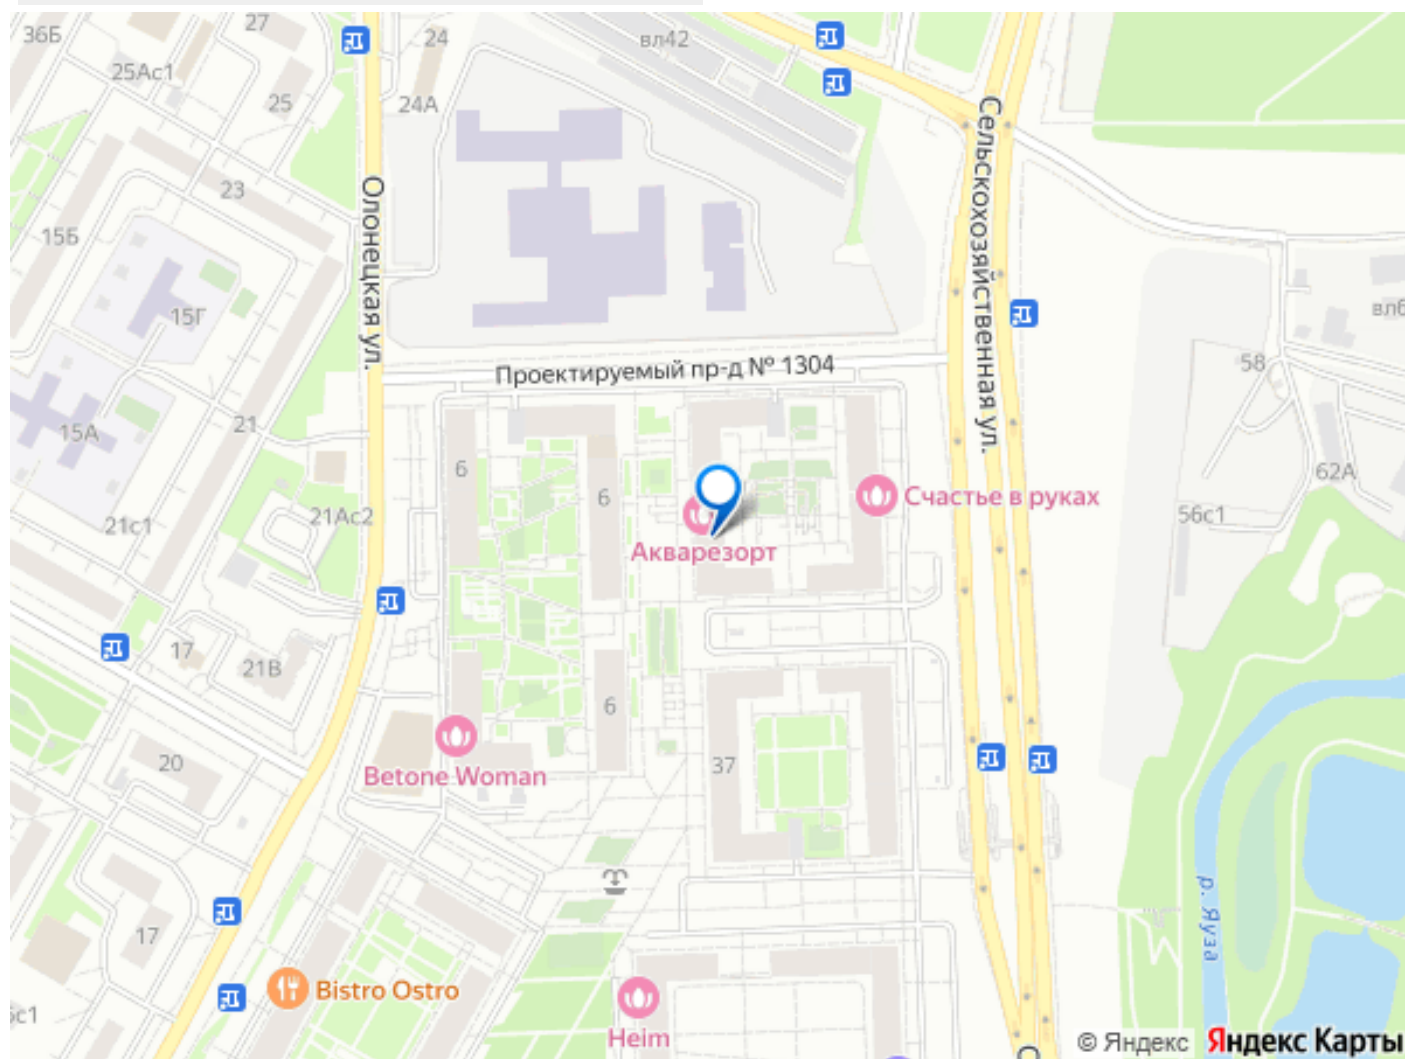 36Б
27
24
вл42
25Ас1
25
24А
Сельскохозяйственная ул.
23
Олонецкая ул.
15Б
15Г
влб
Проектируемый пр-д № 1304
58
15А
21
6
6
62А
Счастье в руках
21с1
21Ас2
56с1
Акварезорт
17
21В
6
20
37
Betone Woman
р. Яуза
17
Bistro Ostro
с1
Heim
С
© Яндекс
Яндекс Карты